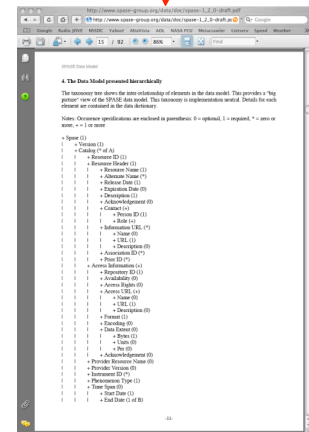 http://www.spase-group.org/data/doc/spase-1_2_0-draft.pdf
Google
15 / 92
86%
Find
SPASE Data Model
4. The Data Model presented hierarchically
The taxonomy tree shows the inter-relationship of elements in the data model. This provides a "big
picture" view of the SPASE data model. This taxonomy is implementation neutral. Details for each
element are contained in the data dictionary.
Notes: Occurrence specifications are enclosed in parenthesis: 0 = optional, 1 = required, * = zero or
more, + = 1 or more
+ Spase (1)
| + Version (1)
| + Catalog (* of A)
| | + Resource ID (1)
| | + Resource Header (1)
| | | + Resource Name (1)
| | | + Alternate Name (*)
| | | + Release Date (1)
| | | + Expiration Date (0)
| | | + Description (1)
| | | + Acknowledgement (0)
| | | + Contact (+)
| | | | + Person ID (1)
| | | | + Role (+)
| | | + Information URL (*)
| | | | + Name (0)
| | | | + URL (1)
| | | | + Description (0)
| | | + Association ID (*)
| | | + Prior ID (*)
| | + Access Information (+)
| | | + Repository ID (1)
| | | + Availability (0)
| | | + Access Rights (0)
| | | + Access URL (+)
| | | | + Name (0)
| | | | + URL (1)
| | | | + Description (0)
| | | + Format (1)
| | | + Encoding (0)
| | | + Data Extent (0)
| | | | + Bytes (1)
| | | | + Units (0)
| | | | + Per (0)
| | | + Acknowledgement (0)
| | + Provider Resource Name (0)
| | + Provider Version (0)
| | + Instrument ID (*)
| | + Phenomenon Type (1)
| | + Time Span (0)
| | | + Start Date (1)
| | | + End Date (1 of B)